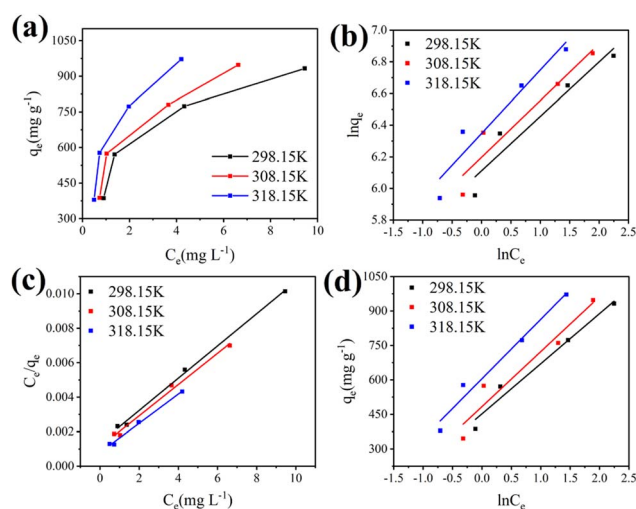 (a)
1050
900
750
600
450
300
qe(mg g-1)
298.15K
308.15K
318.15K
0
2
4
6
8
10
Ce(mg L-1)
(b)
7.0
6.8
6.6
6.4
6.2
6.0
5.8
lnqe
298.15K
308.15K
318.15K
-1.5
-1.0
-0.5
0.0
0.5
1.0
1.5
2.0
2.5
lnCe
(c)
0.010
0.008
0.006
0.004
0.002
0.000
Ce/qe
298.15K
308.15K
318.15K
0
2
4
6
8
10
Ce(mg L-1)
(d)
1050
900
750
600
450
300
qe(mg g-1)
298.15K
308.15K
318.15K
-1.5
-1.0
-0.5
0.0
0.5
1.0
1.5
2.0
2.5
lnCe